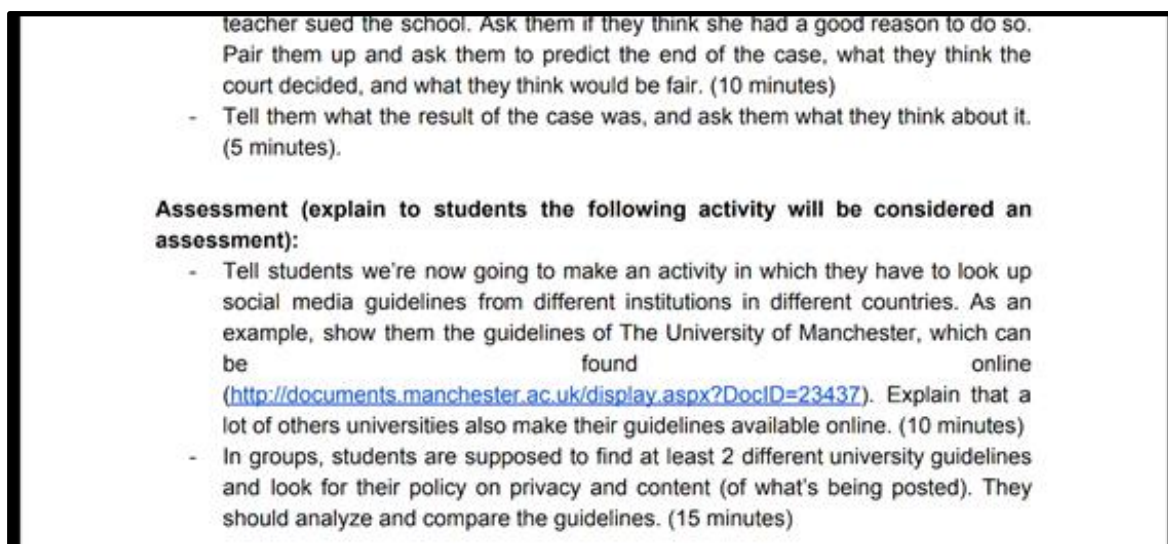 teacher sued the school. Ask them if they think she had a good reason to do so.
Pair them up and ask them to predict the end of the case, what they think the
court decided, and what they think would be fair. (10 minutes)
- Tell them what the result of the case was, and ask them what they think about it.
(5 minutes).
Assessment (explain to students the following activity will be considered an
assessment):
- Tell students we're now going to make an activity in which they have to look up
social media guidelines from different institutions in different countries. As an
example, show them the guidelines of The University of Manchester, which can
be found online
(http://documents.manchester.ac.uk/display.aspx?DocID=23437). Explain that a
lot of others universities also make their guidelines available online. (10 minutes)
- In groups, students are supposed to find at least 2 different university guidelines
and look for their policy on privacy and content (of what's being posted). They
should analyze and compare the guidelines. (15 minutes)